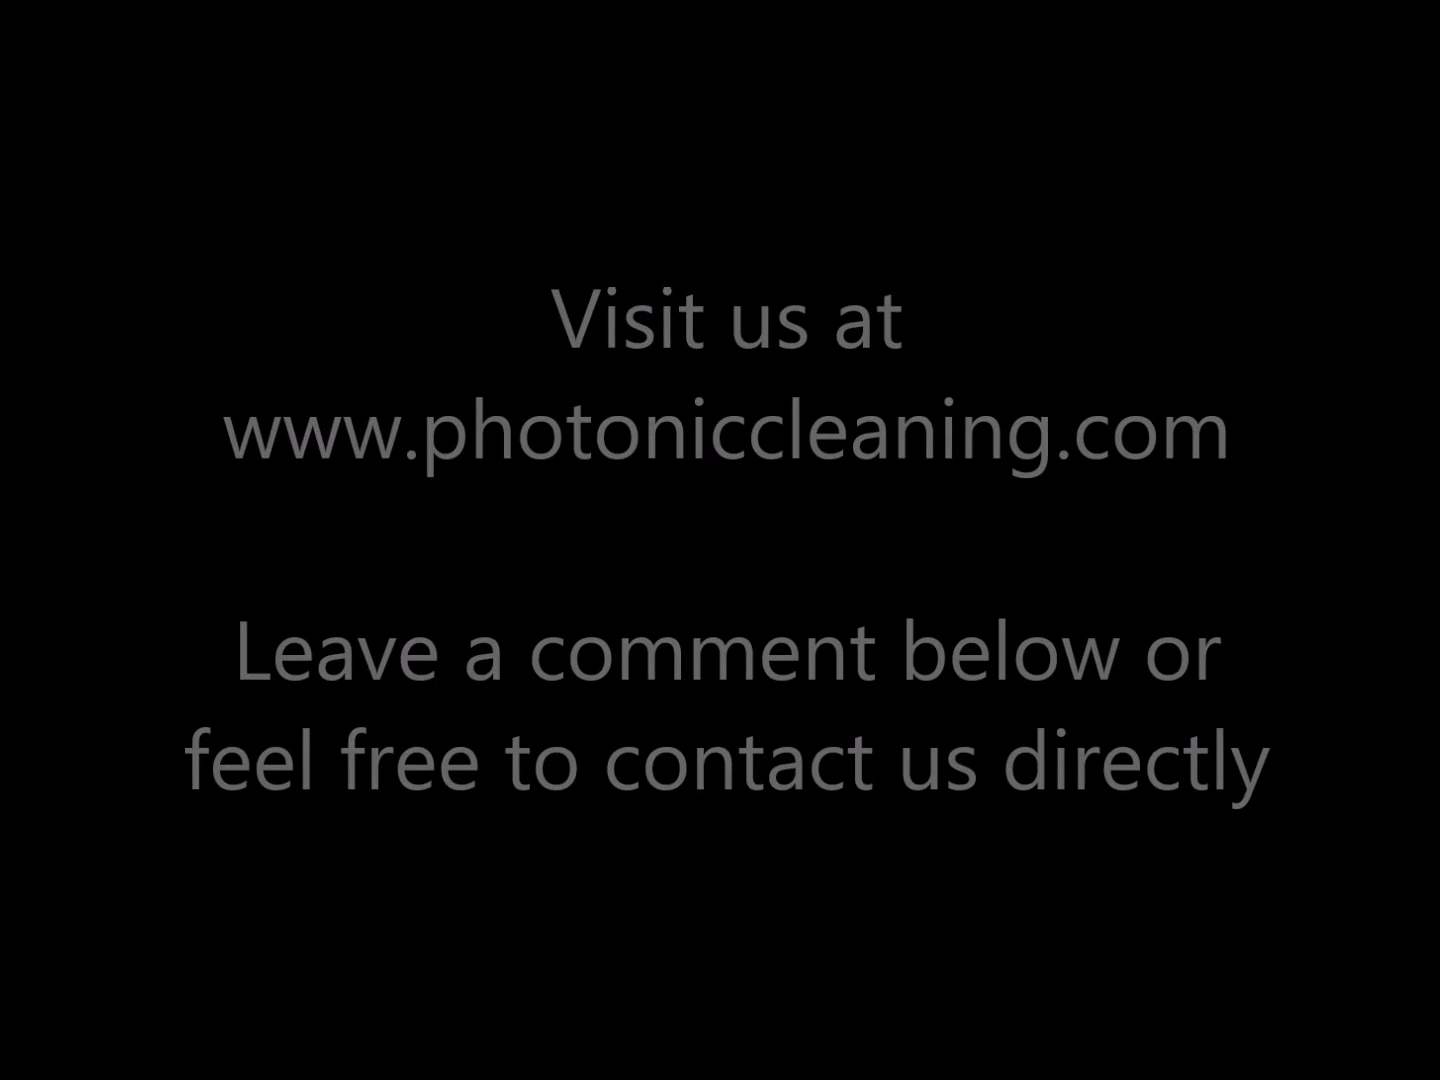 Visit us at
www.photoniccleaning.com
Leave a comment below or
feel free to contact us directly